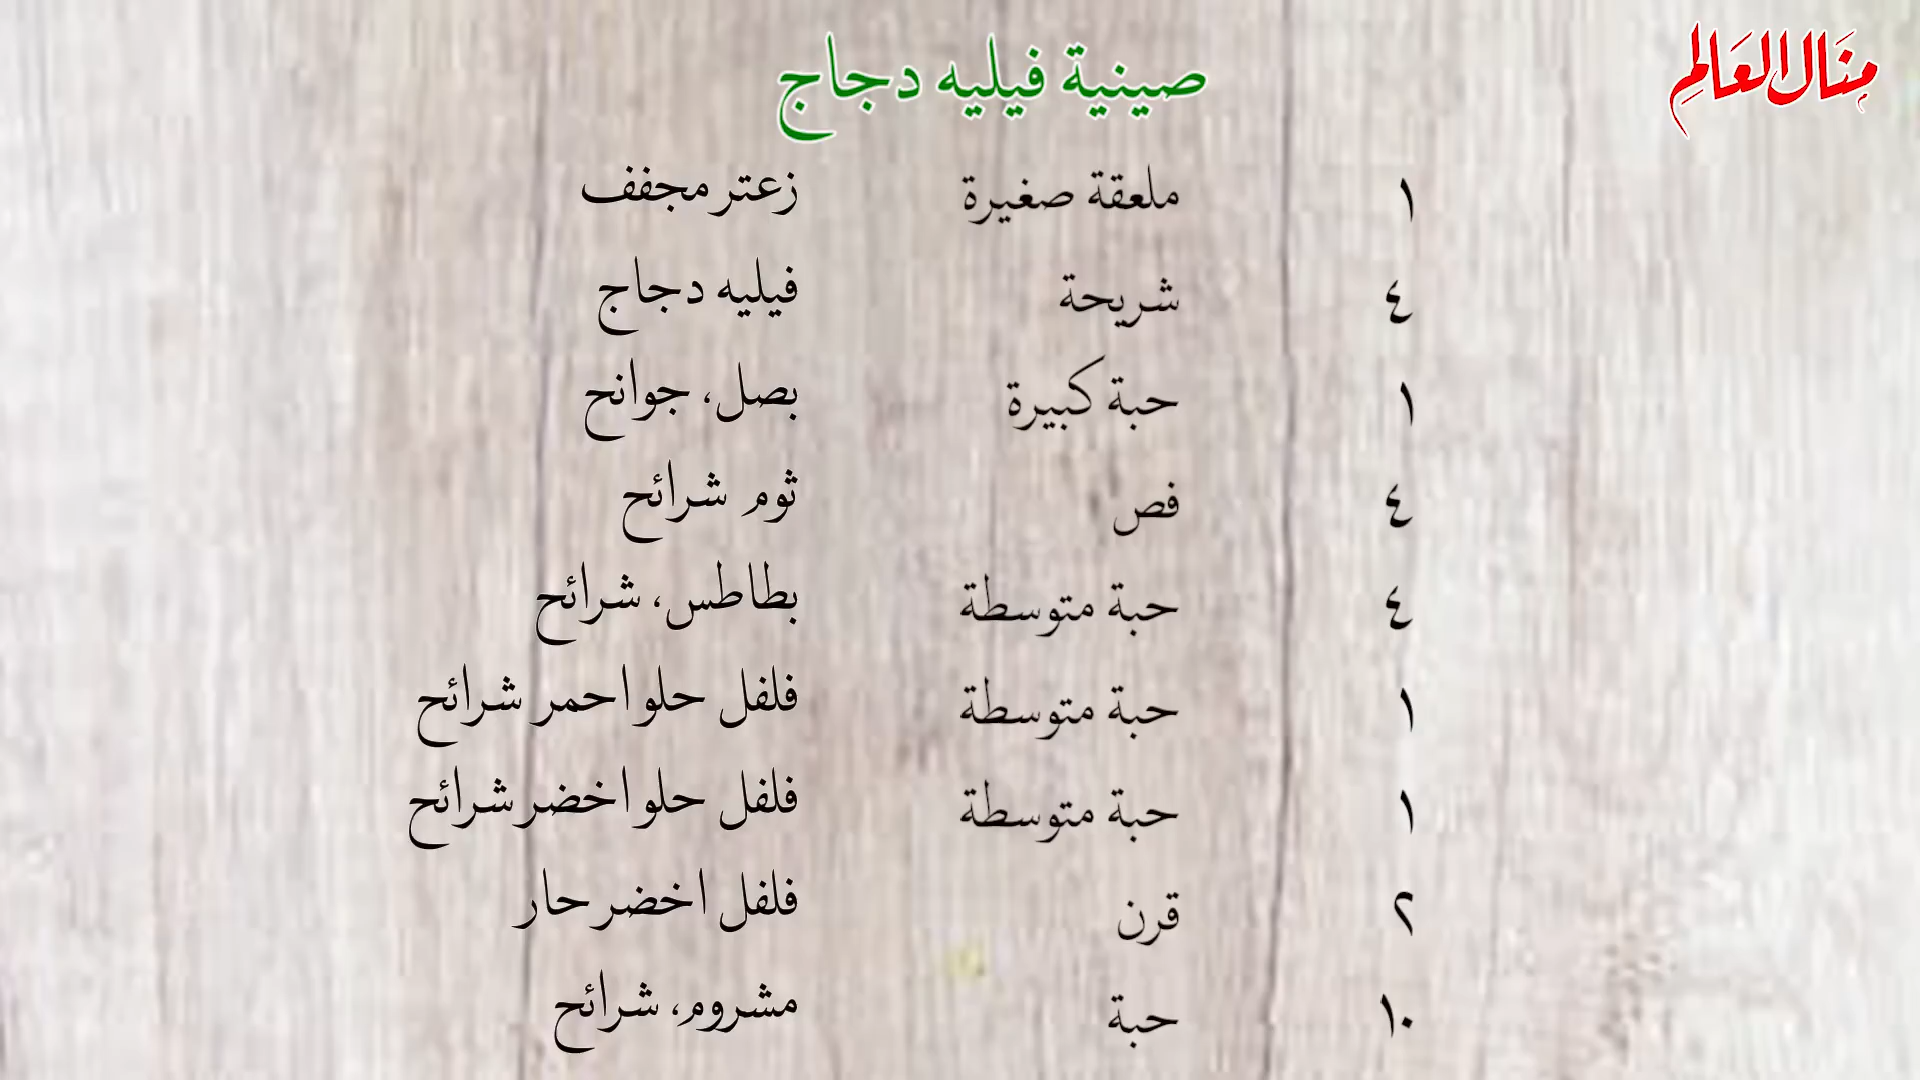 منال العالم
صينية فيليه دجاج
١ ملعقة صغيرة زعتر مجفف
٤ شريحة فيليه دجاج
١ حبة كبيرة بصل، جوانح
٤ فص ثوم شرائح
٤ حبة متوسطة بطاطس، شرائح
١ حبة متوسطة فلفل حلو احمر شرائح
١ حبة متوسطة فلفل حلو اخضر شرائح
٢ قرن فلفل اخضر حار
١٠ حبة مشروم، شرائح